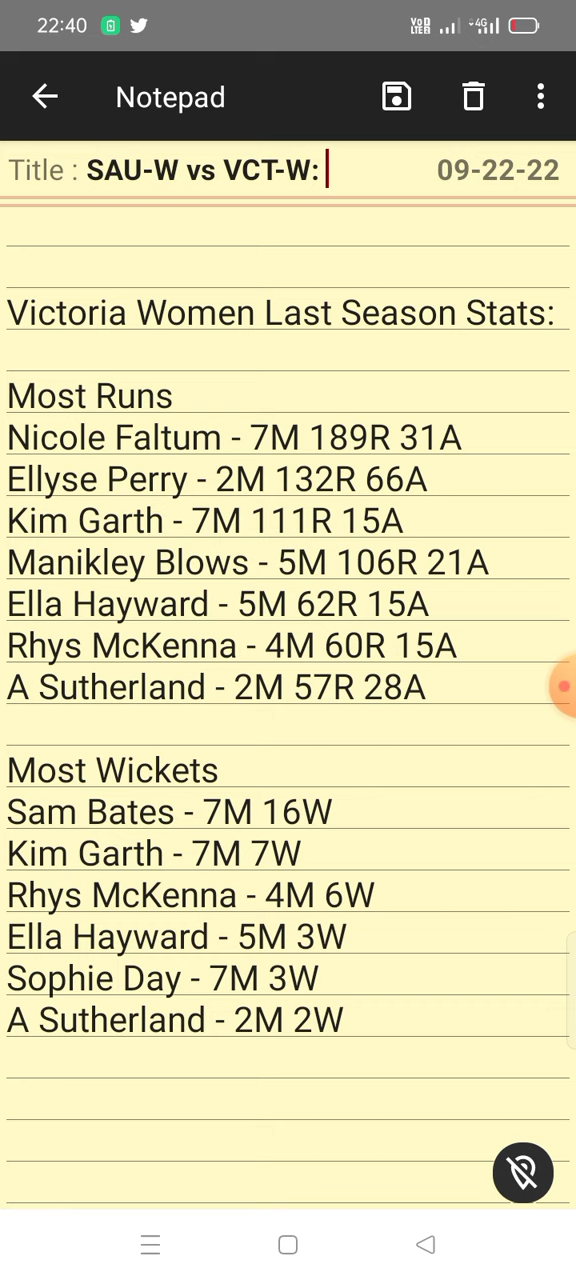 22:40 VoD LTE2 4G
Notepad
Title : SAU-W vs VCT-W: 09-22-22
Victoria Women Last Season Stats:
Most Runs
Nicole Faltum - 7M 189R 31A
Ellyse Perry - 2M 132R 66A
Kim Garth - 7M 111R 15A
Manikley Blows - 5M 106R 21A
Ella Hayward - 5M 62R 15A
Rhys McKenna - 4M 60R 15A
A Sutherland - 2M 57R 28A
Most Wickets
Sam Bates - 7M 16W
Kim Garth - 7M 7W
Rhys McKenna - 4M 6W
Ella Hayward - 5M 3W
Sophie Day - 7M 3W
A Sutherland - 2M 2W